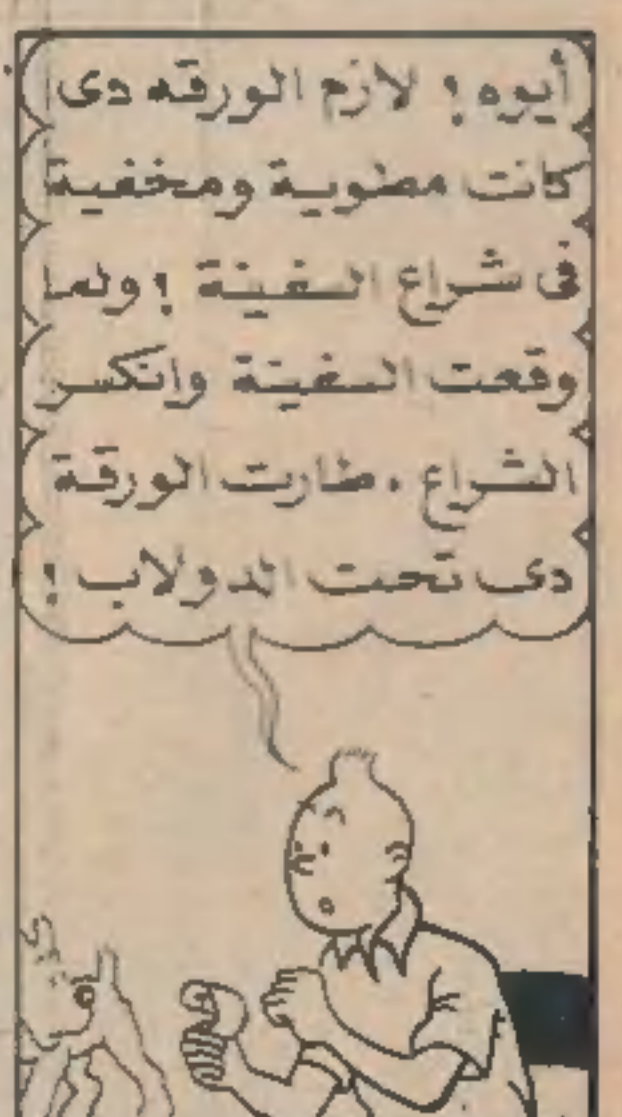 أيوه ! لازم الورقه دى
كانت مطوية ومخفية
فى شراع السفينة ! ولما
وقعت السفينة وانكسر
الشراع ، طارت الورقة
دى تحت الدولاب !